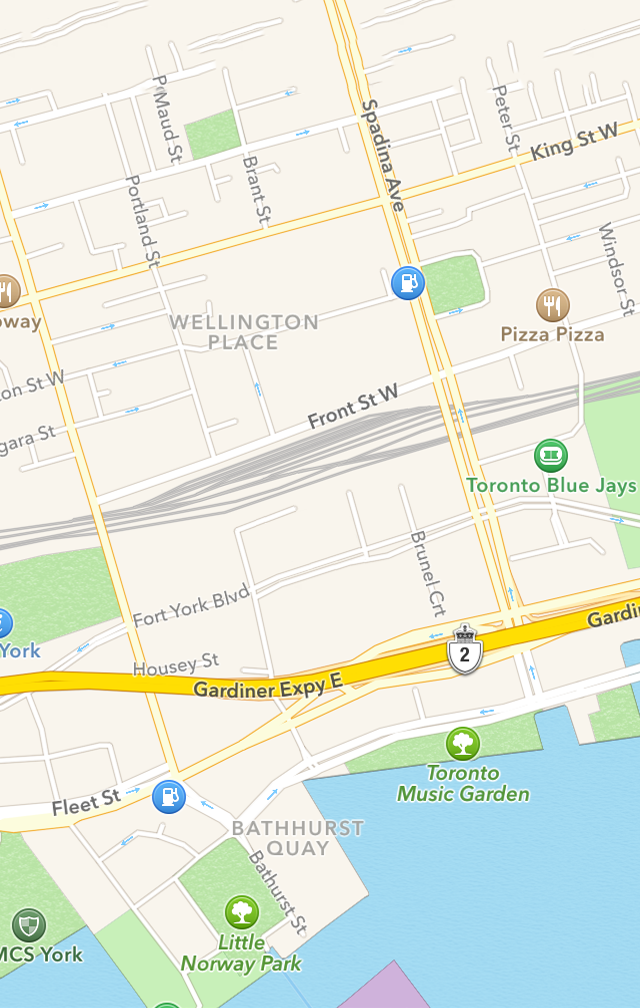 P
Maud St
Spadina Ave
Peter St
King St W
Portland St
Brant St
Windsor St
way
WELLINGTON
PLACE
Pizza Pizza
on St W
Front St W
gara St
Toronto Blue Jays
Brunel Crt
Fort York Blvd
York
Housey St
Gardiner Expy E
2
Gardin
Toronto
Music Garden
Fleet St
BATHHURST
QUAY
Bathurst St
MCS York
Little
Norway Park